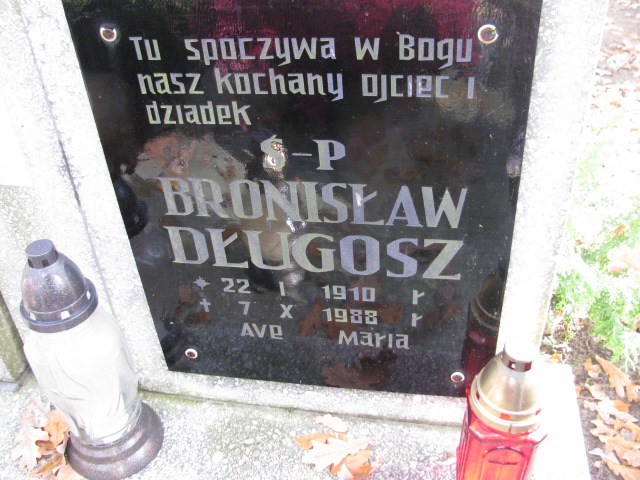 Tu spoczywa w Bogu
nasz kochany ojciec i
dziadek
Ś-P
BRONISŁAW
DŁUGOSZ
* 22 I 1910 r
† 7 X 1988 r
Ave Maria